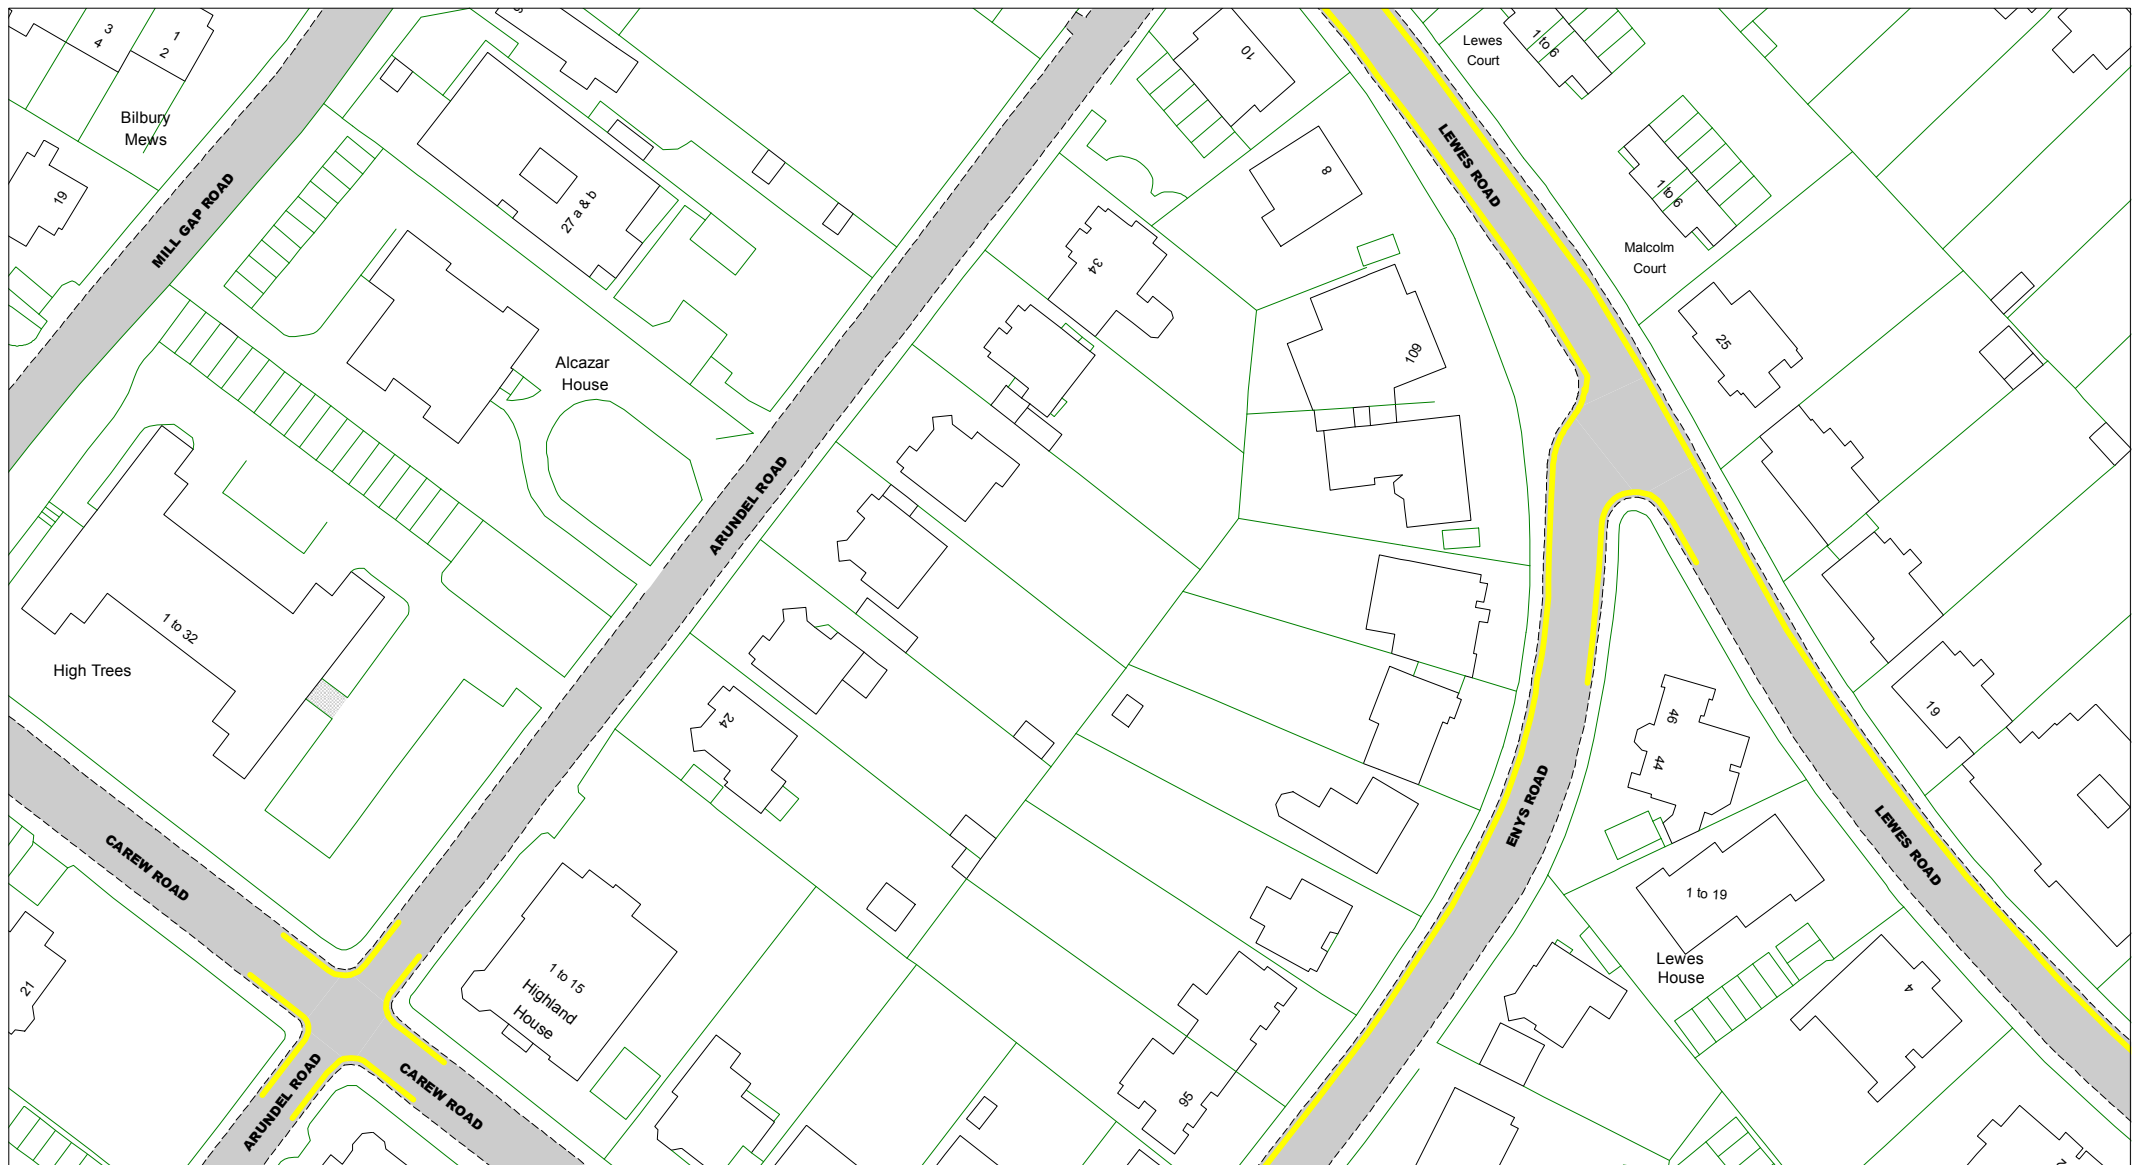 3
4
1
2
Bilbury
Mews
19
MILL GAP ROAD
27 a & b
10
Lewes
Court
1 to 6
LEWES ROAD
8
1 to 6
Malcolm
Court
34
25
109
Alcazar
House
ARUNDEL ROAD
1 to 32
High Trees
24
46
44
19
ENYS ROAD
LEWES ROAD
CAREW ROAD
1 to 19
Lewes
House
21
1 to 15
Highland
House
4
ARUNDEL ROAD
CAREW ROAD
95